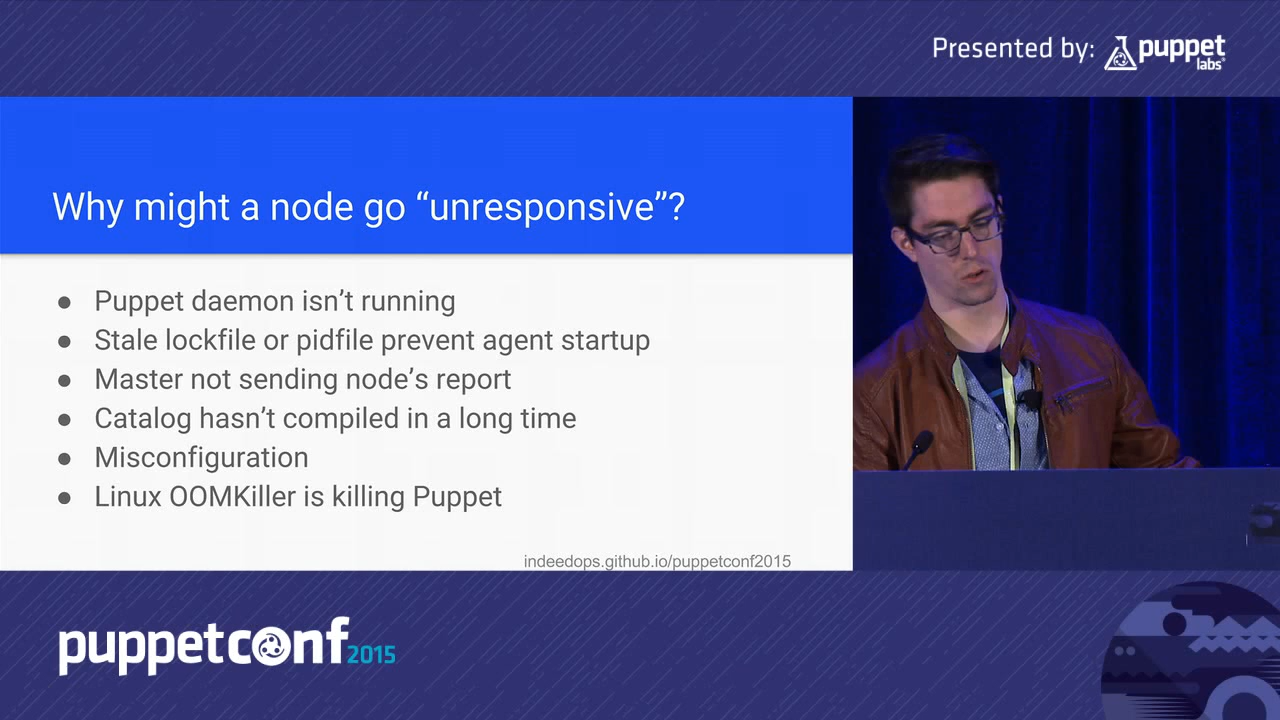 Presented by: puppet labs
Why might a node go “unresponsive”?
● Puppet daemon isn’t running
● Stale lockfile or pidfile prevent agent startup
● Master not sending node’s report
● Catalog hasn’t compiled in a long time
● Misconfiguration
● Linux OOMKiller is killing Puppet
indeedops.github.io/puppetconf2015
puppetconf 2015